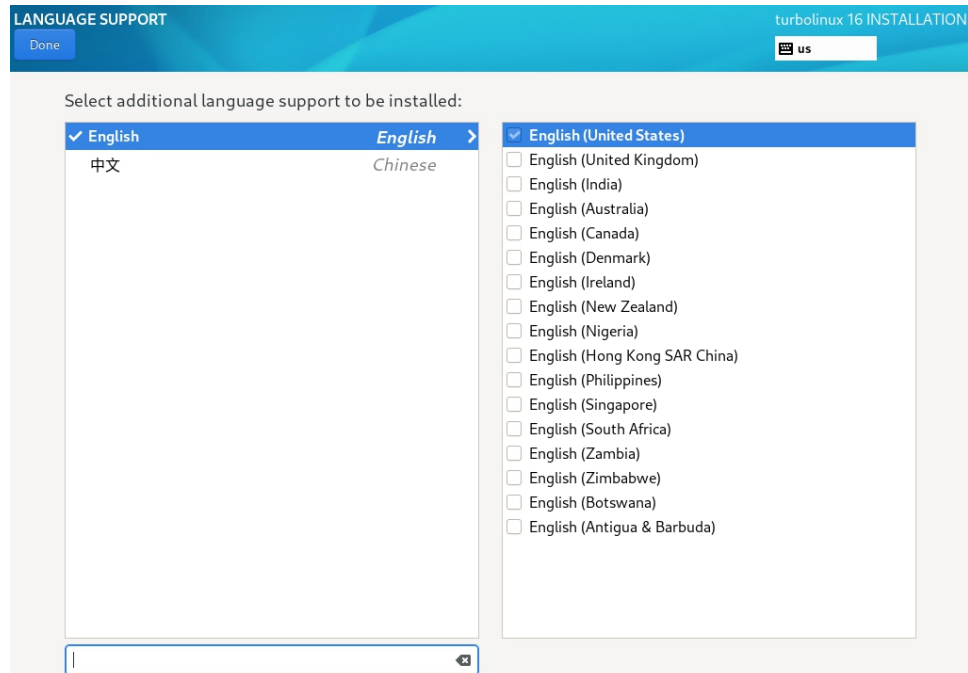 LANGUAGE SUPPORT
turbolinux 16 INSTALLATION
Done
us
Select additional language support to be installed:
English English
中文 Chinese
English (United States)
English (United Kingdom)
English (India)
English (Australia)
English (Canada)
English (Denmark)
English (Ireland)
English (New Zealand)
English (Nigeria)
English (Hong Kong SAR China)
English (Philippines)
English (Singapore)
English (South Africa)
English (Zambia)
English (Zimbabwe)
English (Botswana)
English (Antigua & Barbuda)